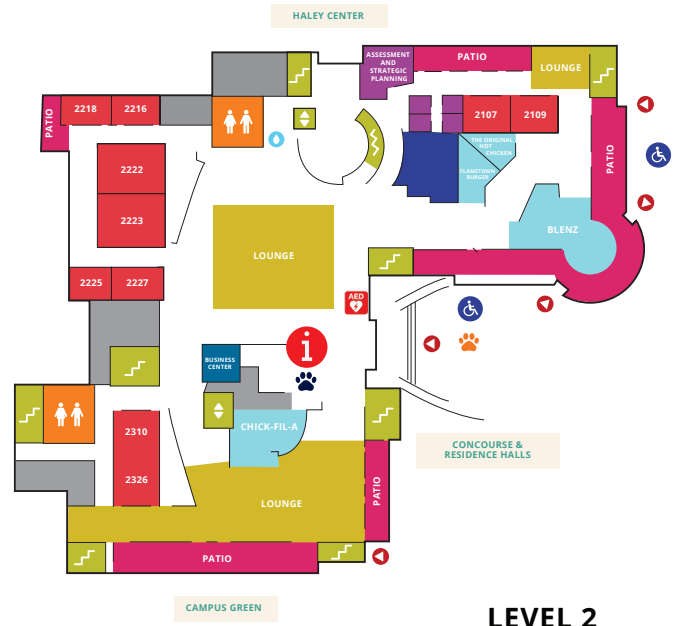 HALEY CENTER
ASSESSMENT
AND
STRATEGIC
PLANNING
PATIO
LOUNGE
PATIO
2218
2216
2107
2109
THE ORIGINAL
HOT
CHICKEN
PATIO
2222
FLAMETOWN
BURGER
2223
BLENZ
LOUNGE
2225
2227
AED
i
BUSINESS
CENTER
CHICK-FIL-A
2310
CONCOURSE &
RESIDENCE HALLS
2326
PATIO
LOUNGE
PATIO
CAMPUS GREEN
LEVEL 2